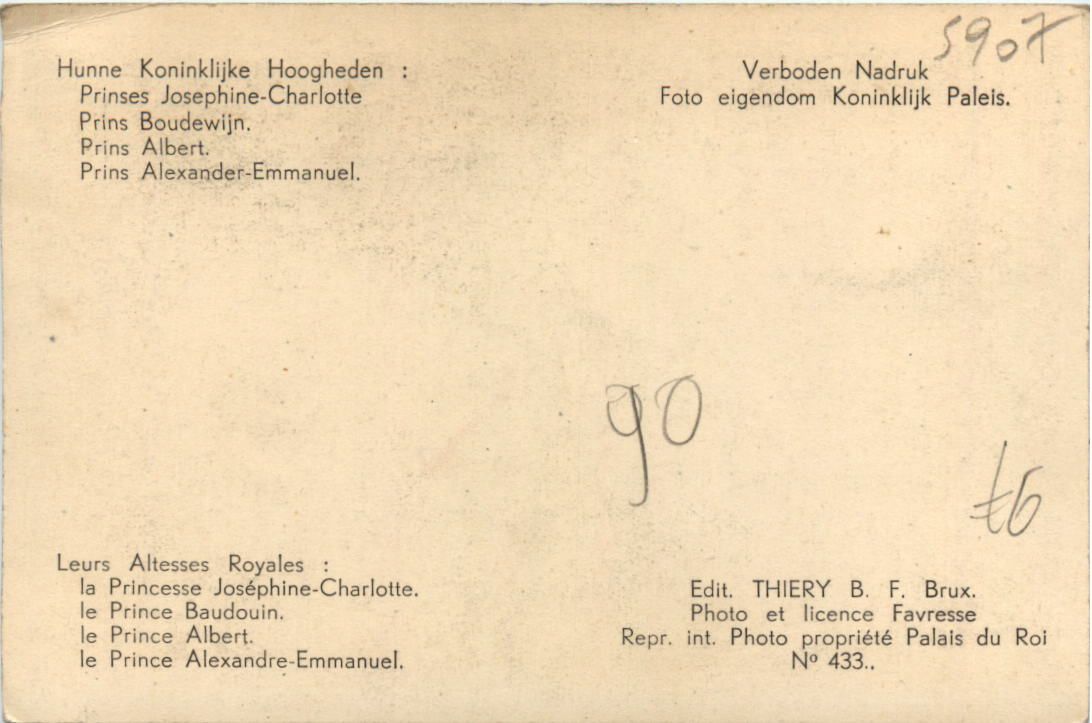 5907
Hunne Koninklijke Hoogheden :
Prinses Josephine-Charlotte
Prins Boudewijn.
Prins Albert.
Prins Alexander-Emmanuel.
Verboden Nadruk
Foto eigendom Koninklijk Paleis.
90
Leurs Altesses Royales :
la Princesse Joséphine-Charlotte.
le Prince Baudouin.
le Prince Albert.
le Prince Alexandre-Emmanuel.
Edit. THIERY B. F. Brux.
Photo et licence Favresse
Repr. int. Photo propriété Palais du Roi
Nº 433..